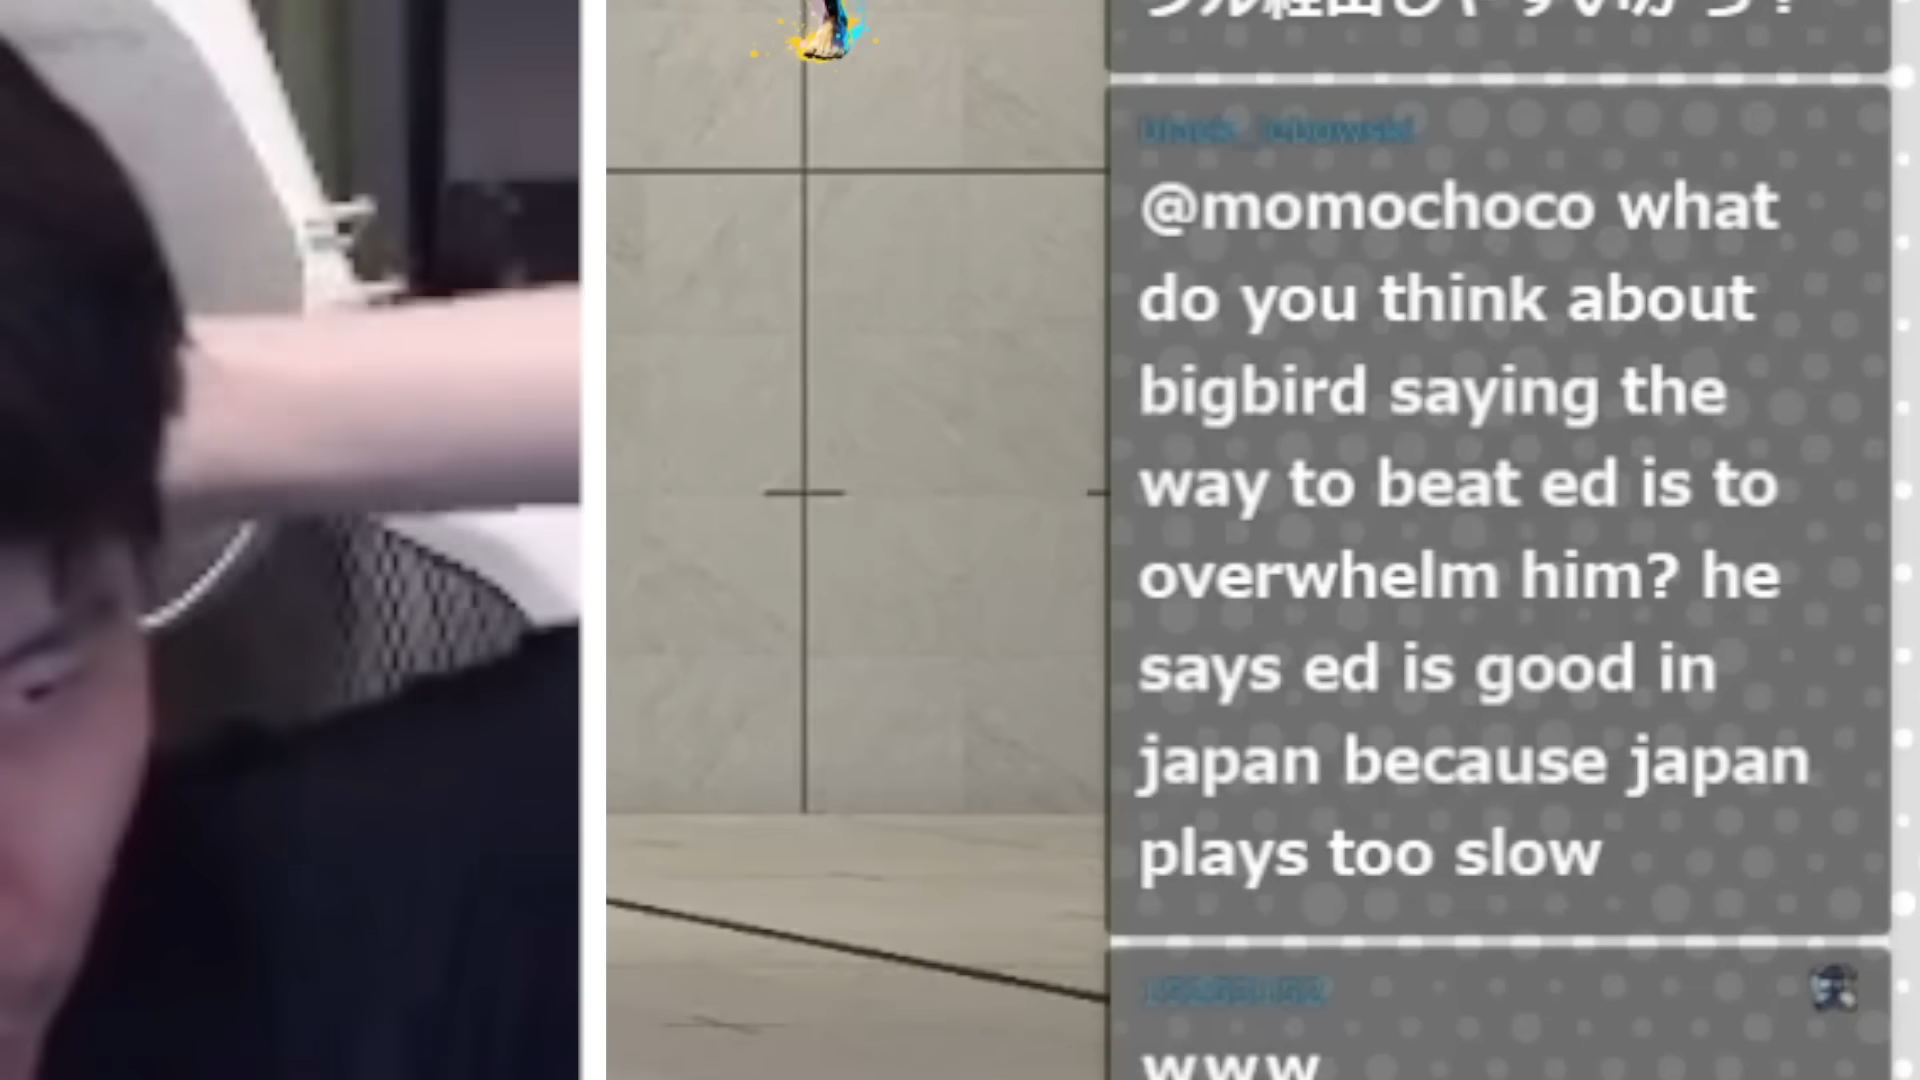 @momochoco what
do you think about
bigbird saying the
way to beat ed is to
overwhelm him? he
says ed is good in
japan because japan
plays too slow
www